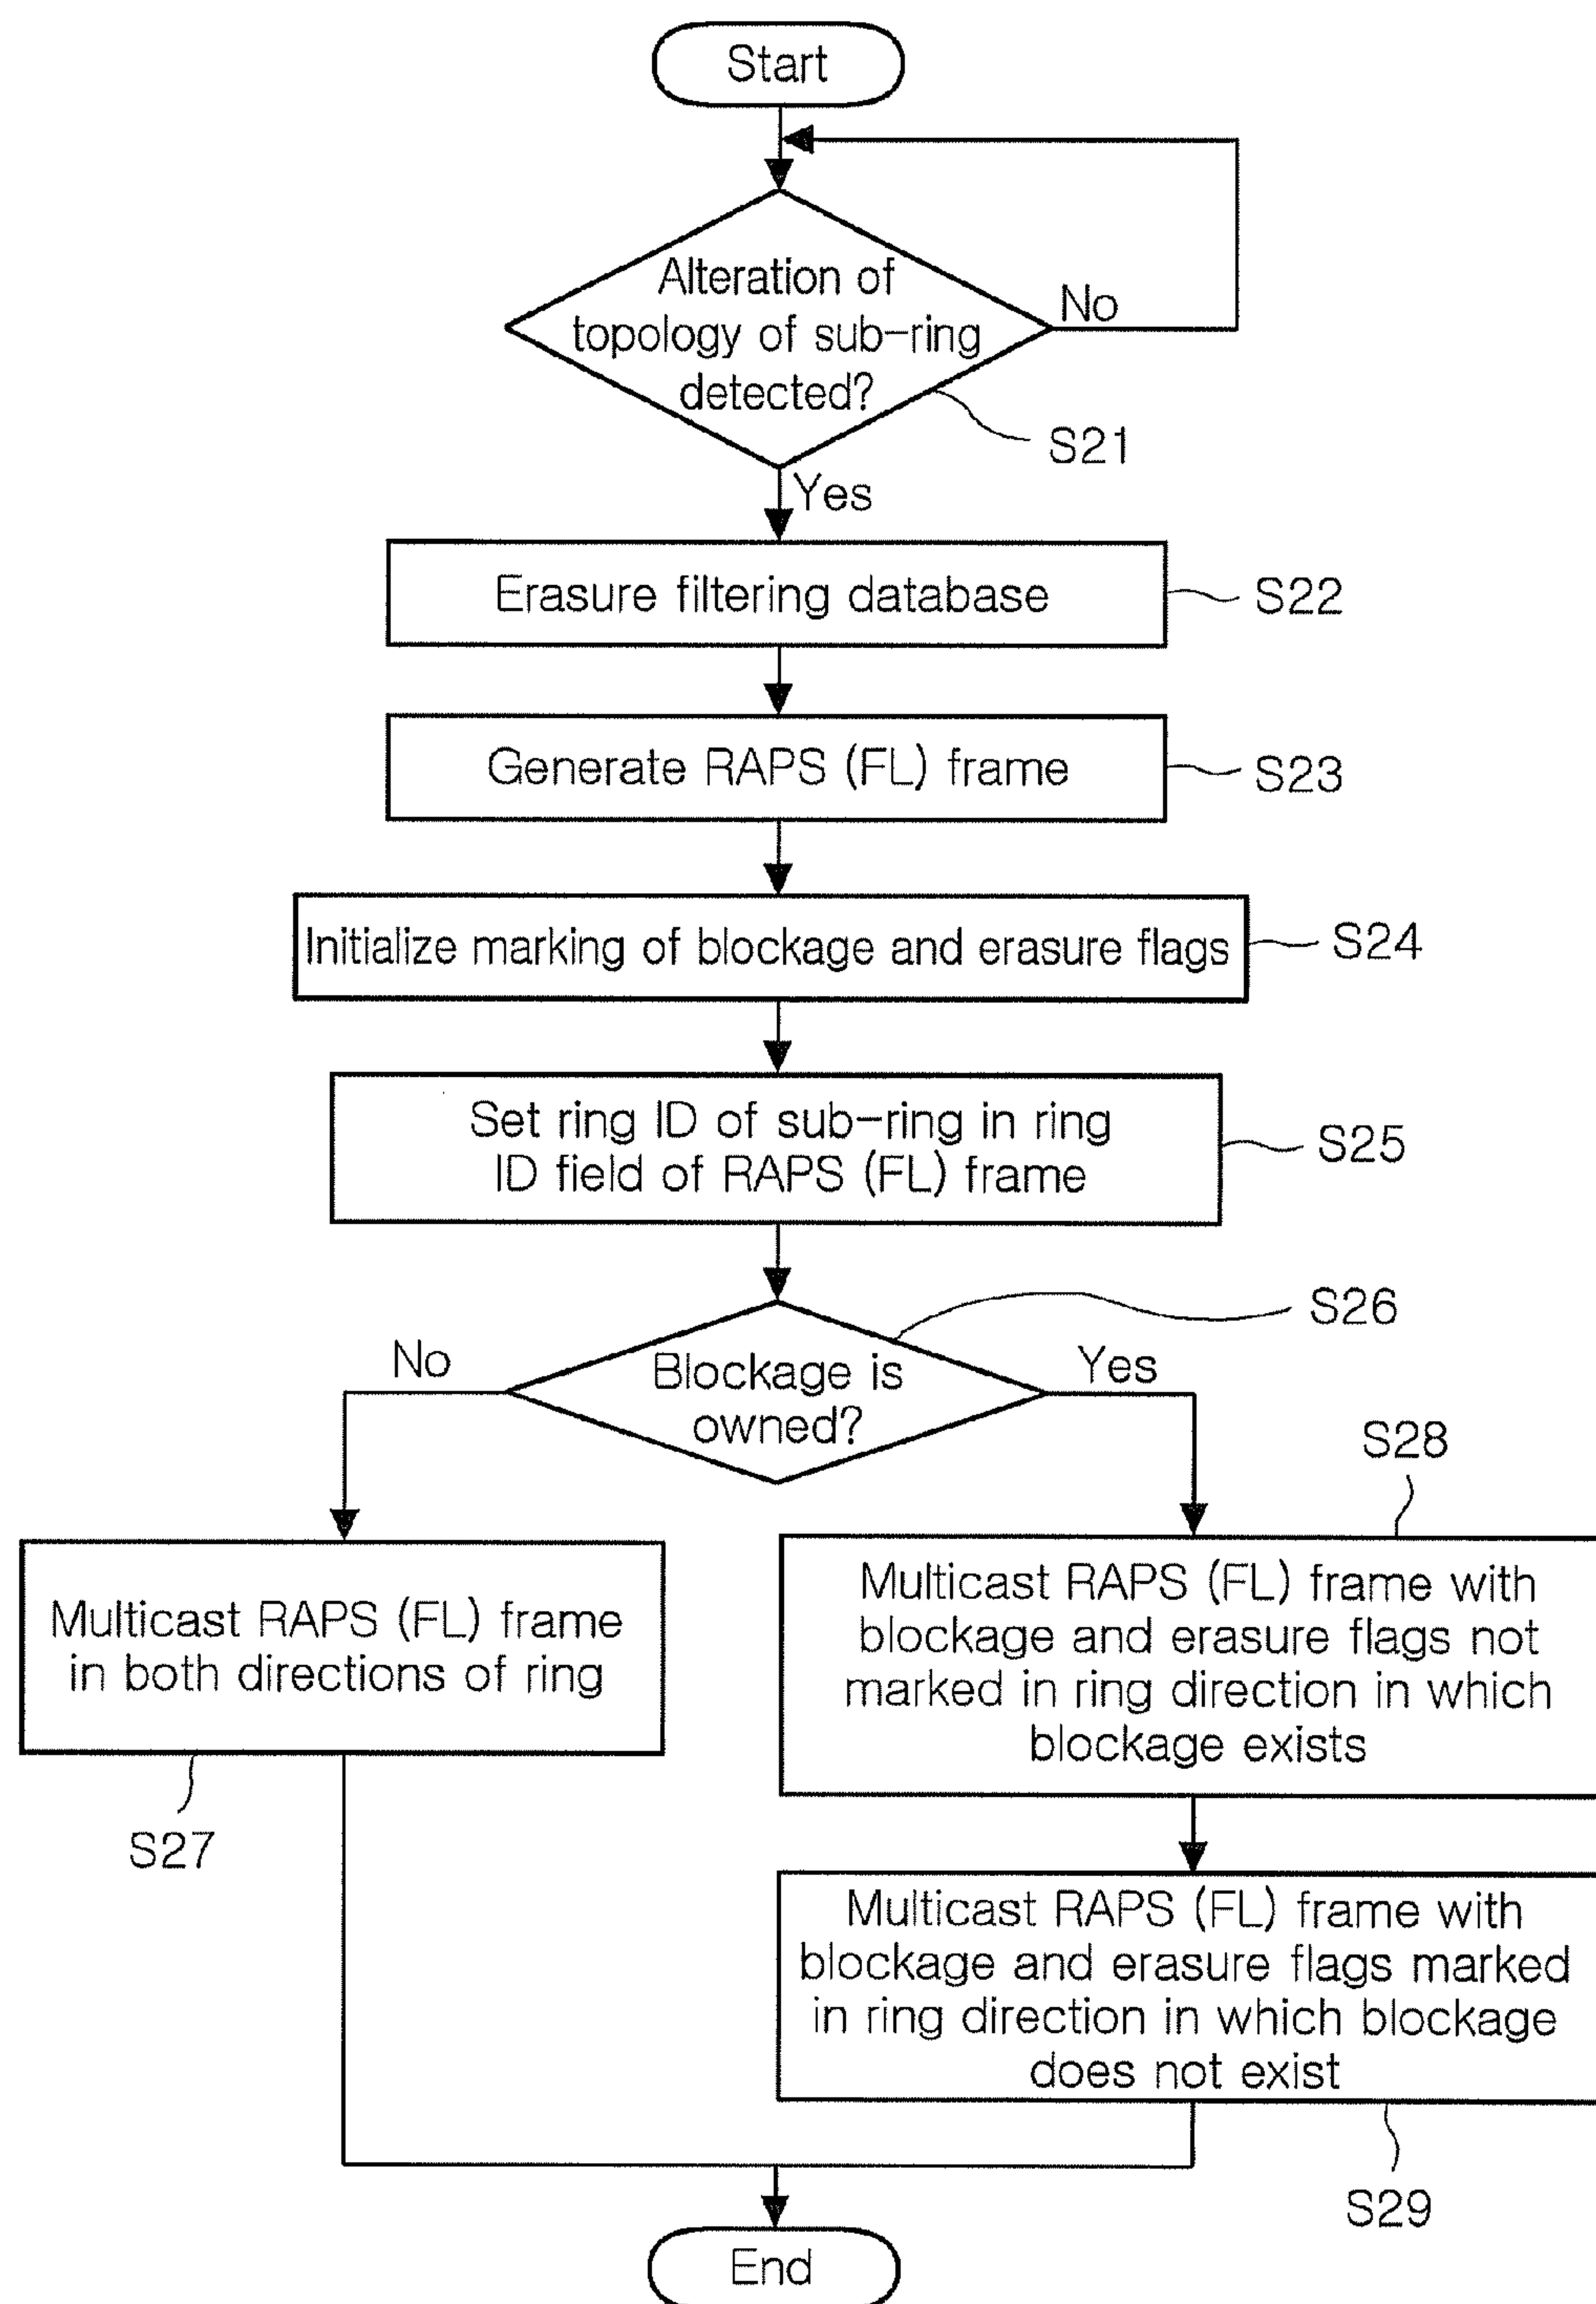 Start
Alteration of
topology of sub-ring
detected?
No
S21
Yes
Erasure filtering database
S22
Generate RAPS (FL) frame
S23
Initialize marking of blockage and erasure flags
S24
Set ring ID of sub-ring in ring
ID field of RAPS (FL) frame
S25
S26
Blockage is
owned?
No
Yes
S28
Multicast RAPS (FL) frame
in both directions of ring
S27
Multicast RAPS (FL) frame with
blockage and erasure flags not
marked in ring direction in which
blockage exists
Multicast RAPS (FL) frame with
blockage and erasure flags marked
in ring direction in which blockage
does not exist
S29
End